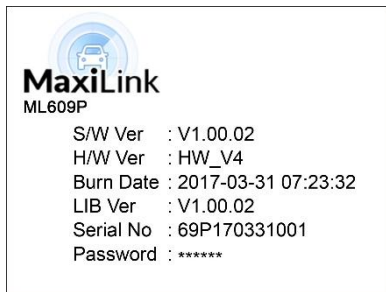 MaxiLink
ML609P
S/W Ver : V1.00.02
H/W Ver : HW_V4
Burn Date : 2017-03-31 07:23:32
LIB Ver : V1.00.02
Serial No : 69P170331001
Password : ******